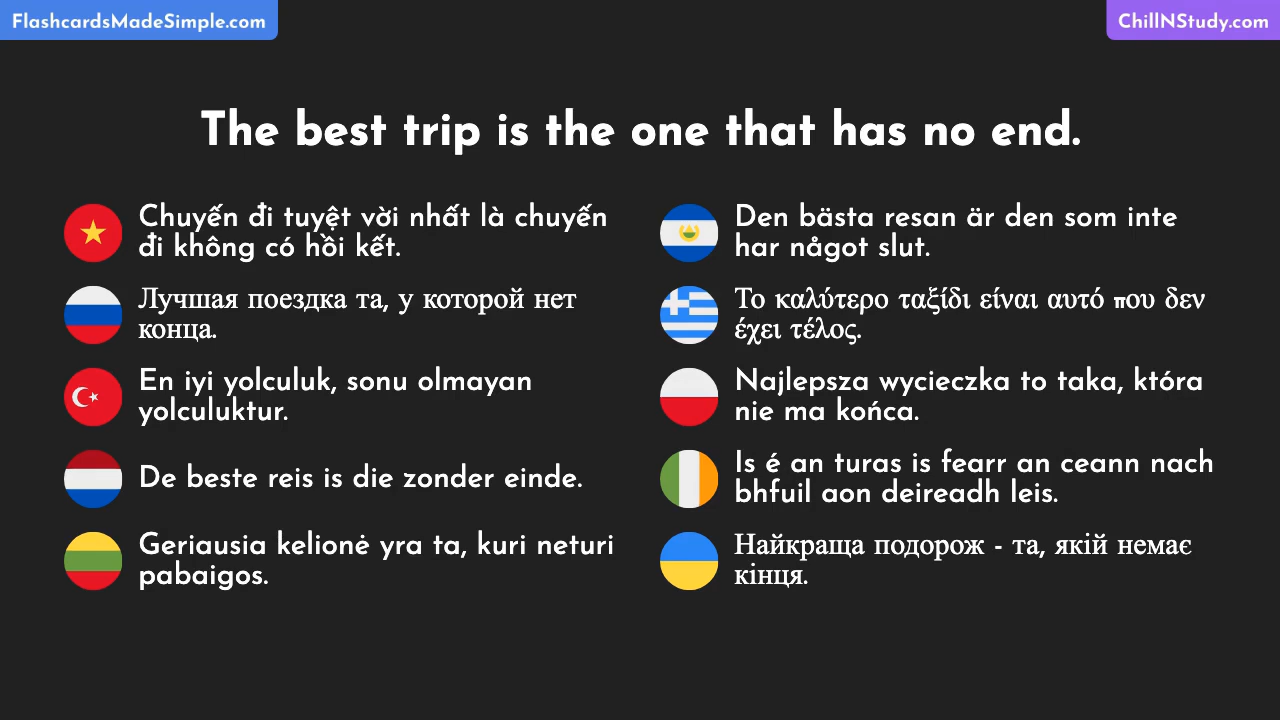 FlashcardsMadeSimple.com
ChillNStudy.com
The best trip is the one that has no end.
Chuyến đi tuyệt vời nhất là chuyến
đi không có hồi kết.
Лучшая поездка та, у которой нет
конца.
En iyi yolculuk, sonu olmayan
yolculuktur.
De beste reis is die zonder einde.
Geriausia kelionė yra ta, kuri neturi
pabaigos.
Den bästa resan är den som inte
har något slut.
Το καλύτερο ταξίδι είναι αυτό που δεν
έχει τέλος.
Najlepsza wycieczka to taka, która
nie ma końca.
Is é an turas is fearr an ceann nach
bhfuil aon deireadh leis.
Найкраща подорож - та, якій немає
кінця.